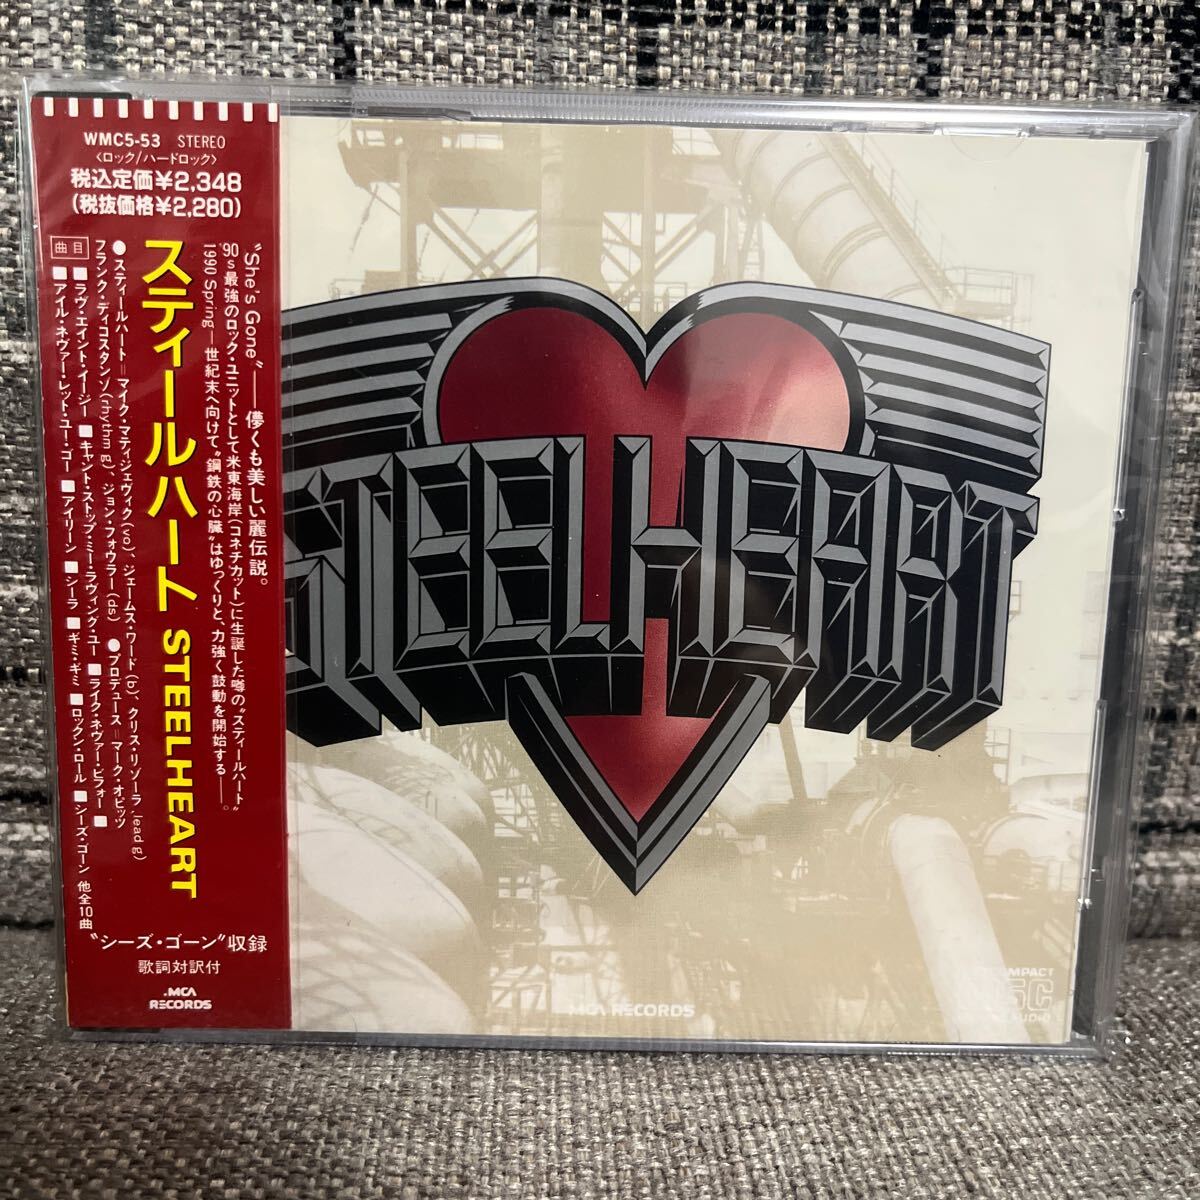 WMC5-53 STEREO
〈ロック/ハードロック〉
税込定価¥2,348
(税抜価格¥2,280)
"She's Gone"——儚くも美しい麗伝説。
'90s最強のロック・ユニットとして米東海岸(コネチカット)に生誕した噂の"スティールハート"
1990 Spring—世紀末へ向けて"鋼鉄の心臓"はゆっくりと、力強く鼓動を開始する——。
スティールハート STEELHEART
●スティールハート=マイク・マティジェヴィク(vo)、ジェームス・ワード(b)、クリス・リゾーラ(lead g)
フランク・ディコスタンゾ(rhythm g)、ジョン・フォウラー(ds) ●プロデュース=マーク・オピッツ
曲目
■ラヴ・エイント・イージー ■キャント・ストップ・ミー・ラヴィング・ユー ■ライク・ネヴァー・ビフォー ■
■アイル・ネヴァー・レット・ユー・ゴー ■アイリーン ■シーラ ■ギミ・ギミ ■ロックン・ロール ■シーズ・ゴーン 他全10曲
"シーズ・ゴーン"収録
歌詞対訳付
MCA
RECORDS
STEELHEART
MCA RECORDS
COMPACT
DISC
AUDIO